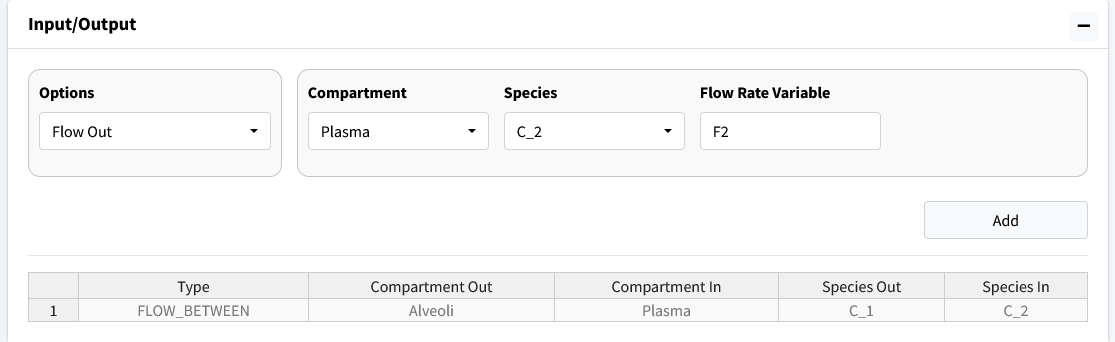 Input/Output
Options
Compartment Species Flow Rate Variable
Flow Out
Plasma C_2 F2
Add
Type Compartment Out Compartment In Species Out Species In
1 FLOW_BETWEEN Alveoli Plasma C_1 C_2